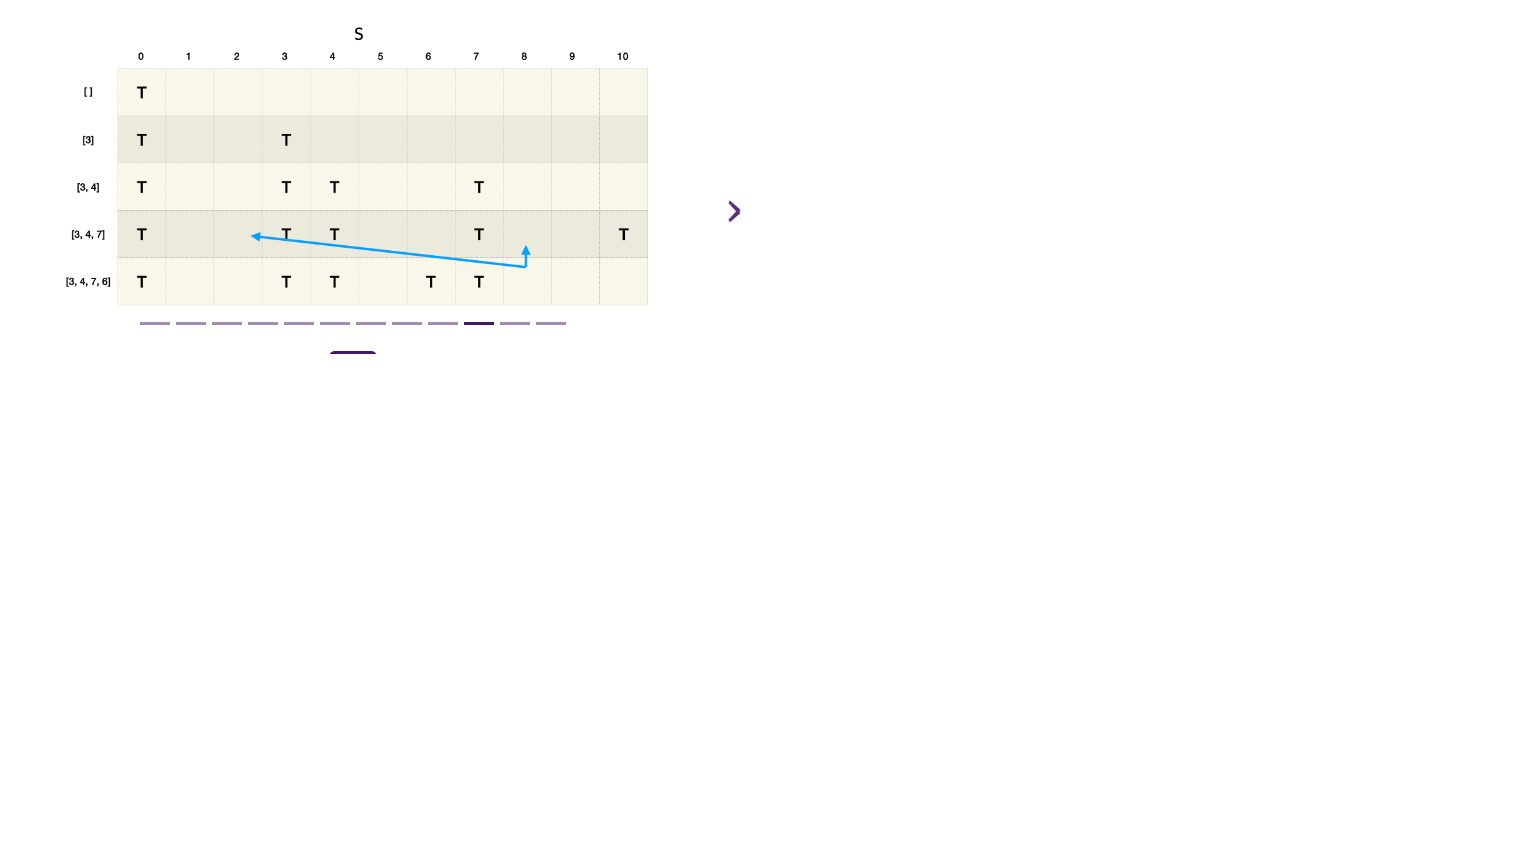 S
0 1 2 3 4 5 6 7 8 9 10
[ ] T
[3] T T
[3, 4] T T T T
[3, 4, 7] T T T T T
[3, 4, 7, 6] T T T T T